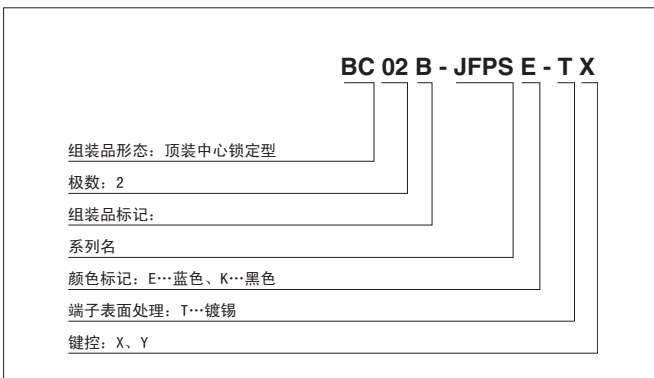 BC 02 B - JFPS E - T X
组装品形态：顶装中心锁定型
极数：2
组装品标记：
系列名
颜色标记：E…蓝色、K…黑色
端子表面处理：T…镀锡
键控：X、Y